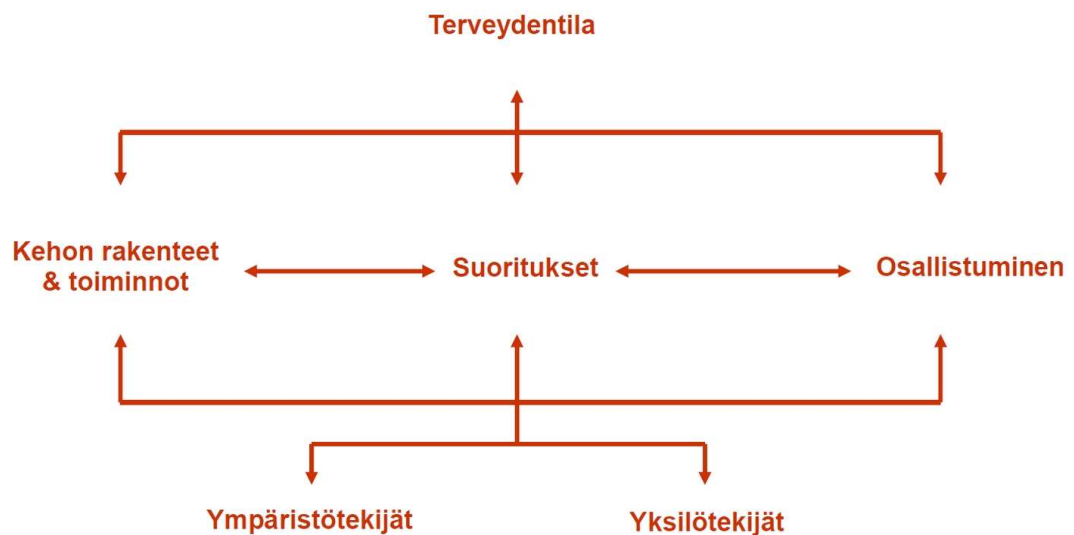 Terveydentila
Kehon rakenteet
& toiminnot
Suoritukset
Osallistuminen
Ympäristötekijät
Yksilötekijät